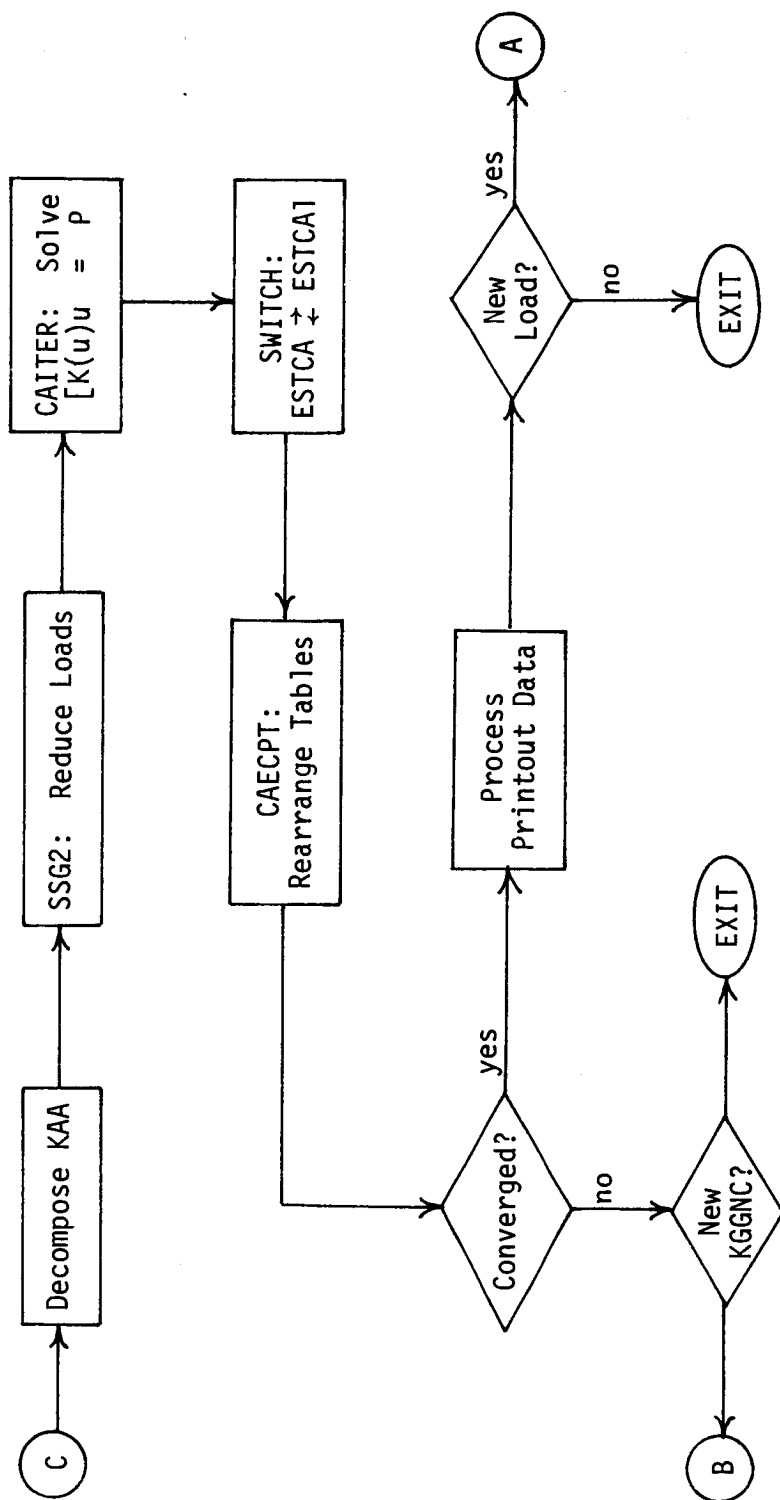 C
Decompose KAA
SSG2: Reduce Loads
CAITER: Solve
[K(u)u = P
SWITCH:
ESTCA ⇄ ESTCA1
CAECPT:
Rearrange Tables
Converged?
yes
no
Process
Printout Data
New
Load?
yes
A
no
EXIT
New
KGGNC?
EXIT
B